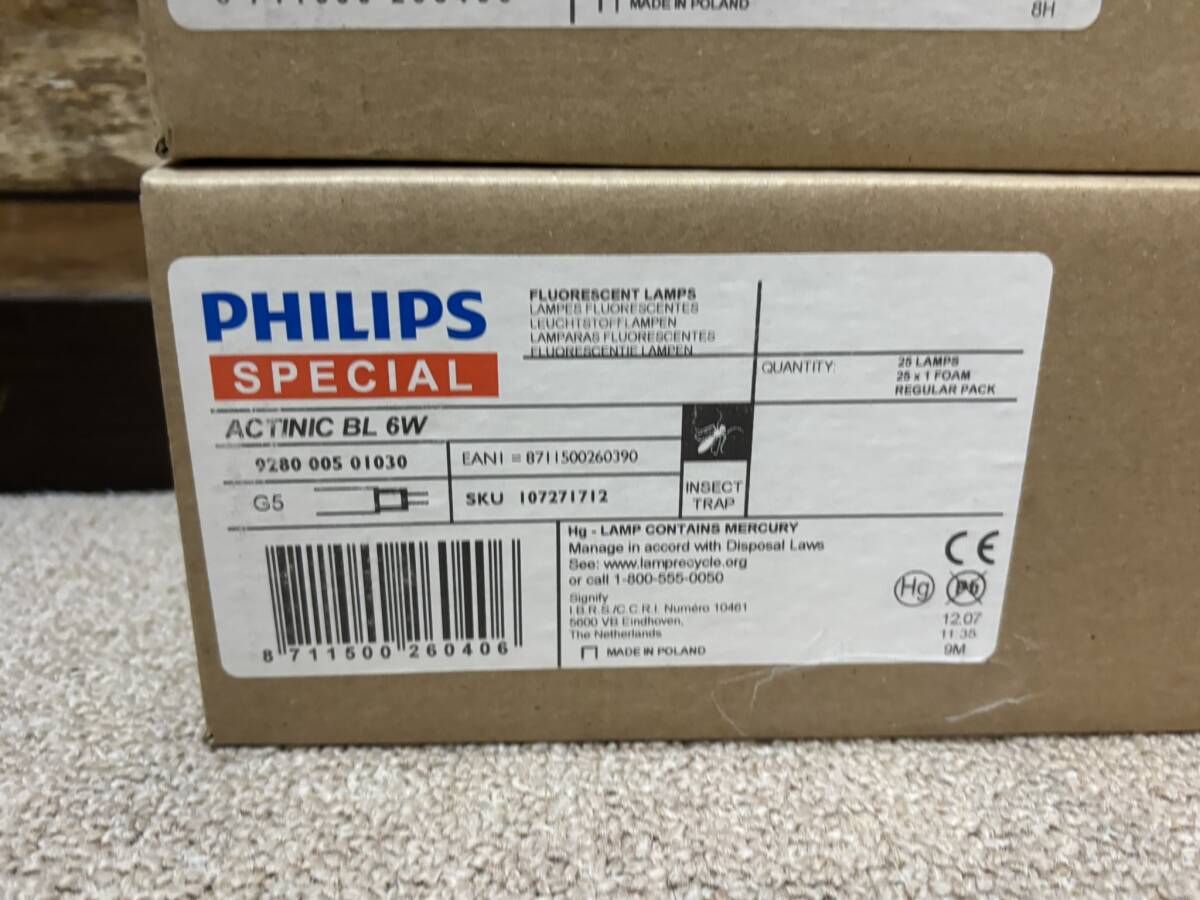 MADE IN POLAND
8H
PHILIPS
SPECIAL
FLUORESCENT LAMPS
LAMPES FLUORESCENTES
LEUCHTSTOFFLAMPEN
LAMPARAS FLUORESCENTES
FLUORESCENTIE LAMPEN
QUANTITY:
25 LAMPS
25 x 1 FOAM
REGULAR PACK
ACTINIC BL 6W
9280 005 01030
EAN1 = 8711500260390
G5
SKU 107271712
INSECT
TRAP
Hg - LAMP CONTAINS MERCURY
Manage in accord with Disposal Laws
See: www.lamprecycle.org
or call 1-800-555-0050
Signify
I.B.R.S./C.C.R.I. Numéro 10461
5600 VB Eindhoven,
The Netherlands
MADE IN POLAND
CE
Hg
12.07
11:35
9M
8 711500 260406